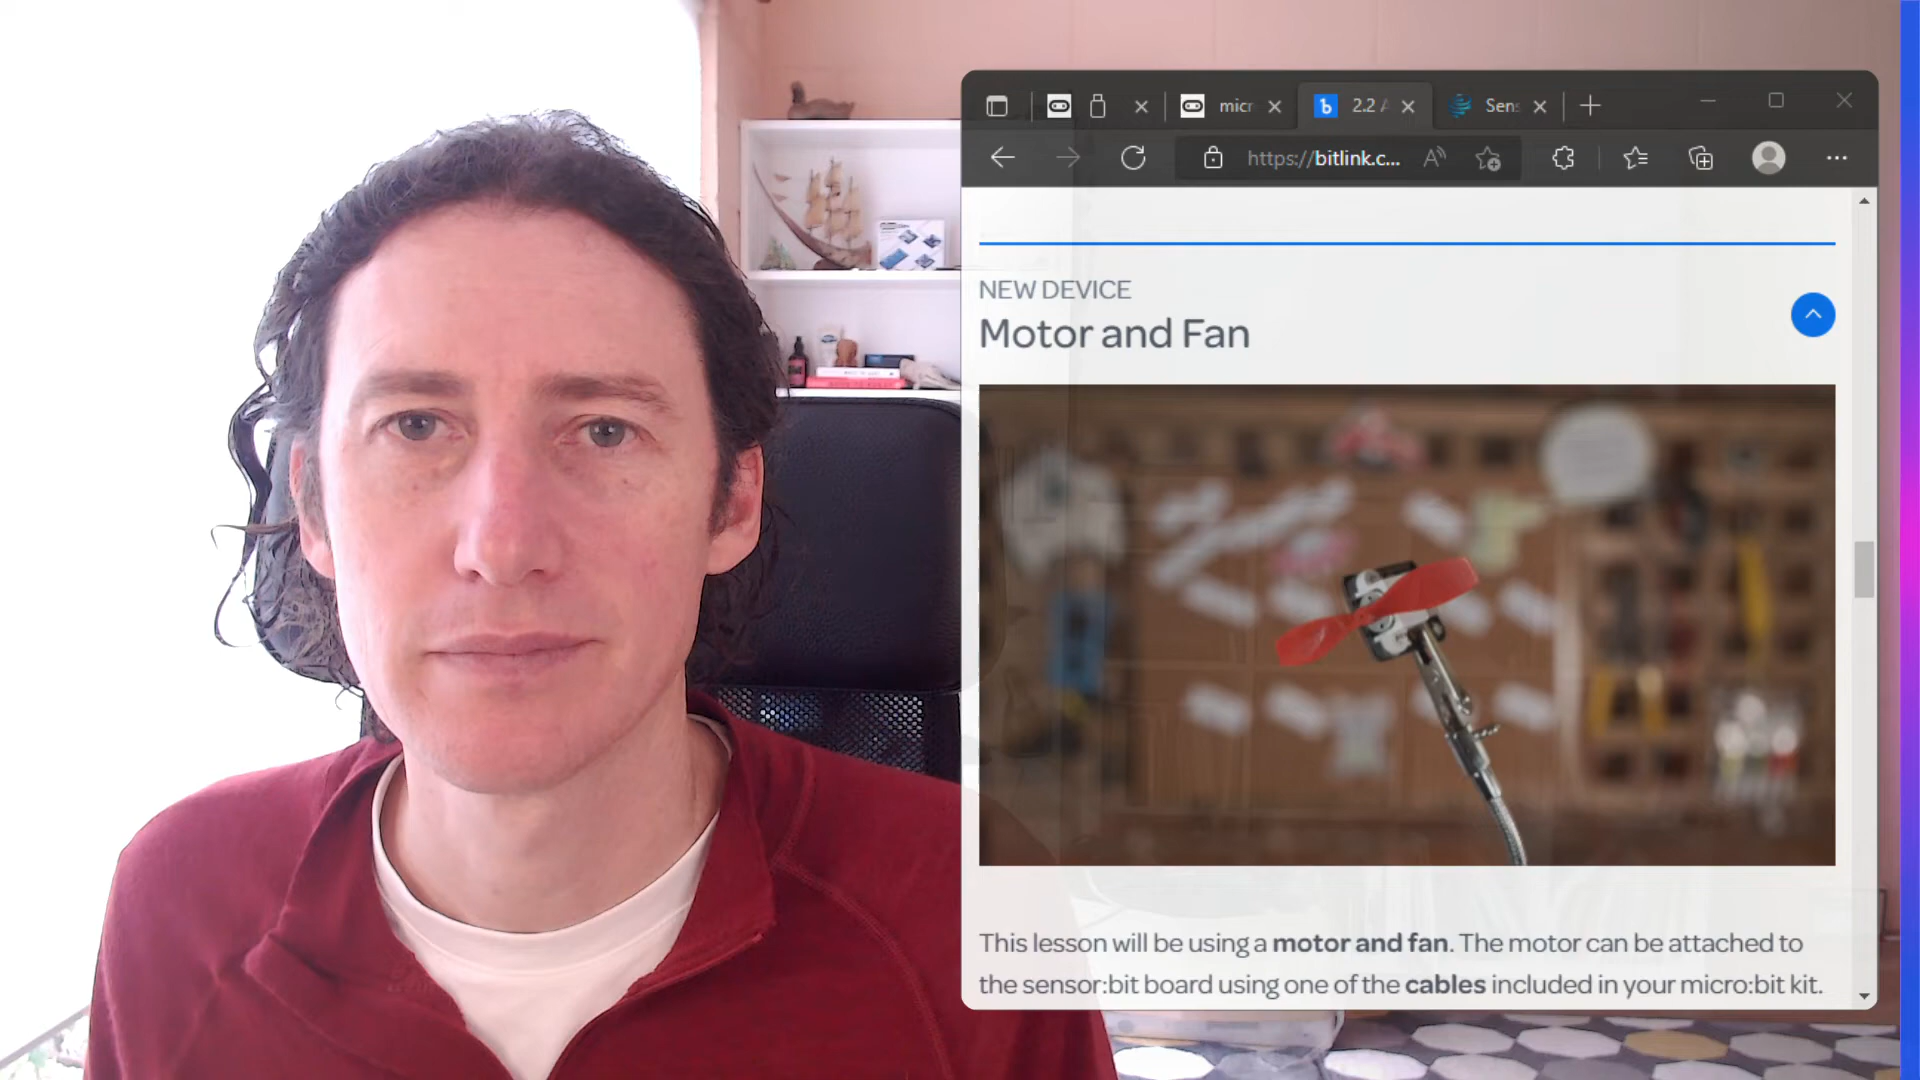 micr
2.2 A
Sens
https://bitlink.c...
NEW DEVICE
Motor and Fan
This lesson will be using a motor and fan. The motor can be attached to
the sensor:bit board using one of the cables included in your micro:bit kit.